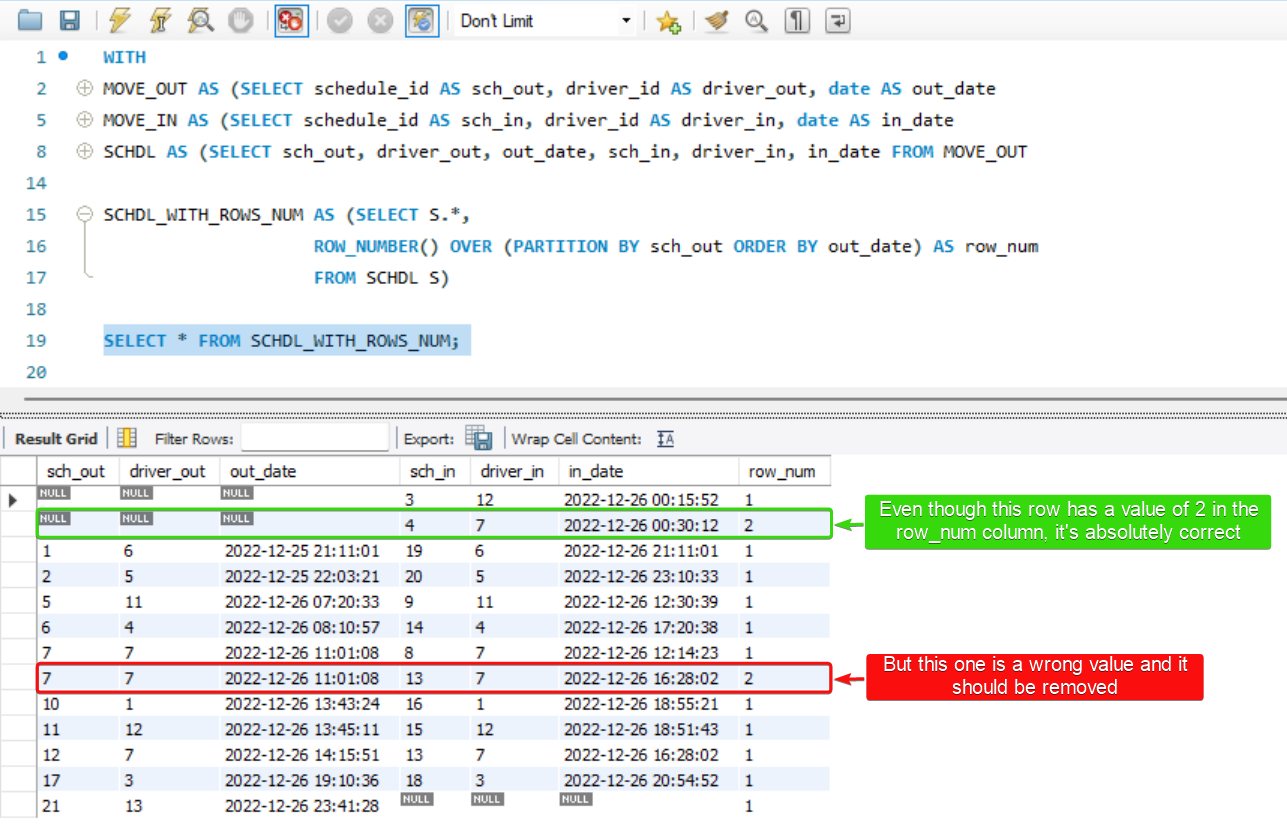 Don't Limit
1 WITH
2 MOVE_OUT AS (SELECT schedule_id AS sch_out, driver_id AS driver_out, date AS out_date
5 MOVE_IN AS (SELECT schedule_id AS sch_in, driver_id AS driver_in, date AS in_date
8 SCHDL AS (SELECT sch_out, driver_out, out_date, sch_in, driver_in, in_date FROM MOVE_OUT
14
15 SCHDL_WITH_ROWS_NUM AS (SELECT S.*,
16 ROW_NUMBER() OVER (PARTITION BY sch_out ORDER BY out_date) AS row_num
17 FROM SCHDL S)
18
19 SELECT * FROM SCHDL_WITH_ROWS_NUM;
20
Result Grid Filter Rows: Export: Wrap Cell Content: IA
sch_out driver_out out_date sch_in driver_in in_date row_num
NULL NULL NULL 3 12 2022-12-26 00:15:52 1
NULL NULL NULL 4 7 2022-12-26 00:30:12 2
Even though this row has a value of 2 in the
row_num column, it's absolutely correct
1 6 2022-12-25 21:11:01 19 6 2022-12-26 21:11:01 1
2 5 2022-12-25 22:03:21 20 5 2022-12-26 23:10:33 1
5 11 2022-12-26 07:20:33 9 11 2022-12-26 12:30:39 1
6 4 2022-12-26 08:10:57 14 4 2022-12-26 17:20:38 1
7 7 2022-12-26 11:01:08 8 7 2022-12-26 12:14:23 1
7 7 2022-12-26 11:01:08 13 7 2022-12-26 16:28:02 2
But this one is a wrong value and it
should be removed
10 1 2022-12-26 13:43:24 16 1 2022-12-26 18:55:21 1
11 12 2022-12-26 13:45:11 15 12 2022-12-26 18:51:43 1
12 7 2022-12-26 14:15:51 13 7 2022-12-26 16:28:02 1
17 3 2022-12-26 19:10:36 18 3 2022-12-26 20:54:52 1
21 13 2022-12-26 23:41:28 NULL NULL NULL 1